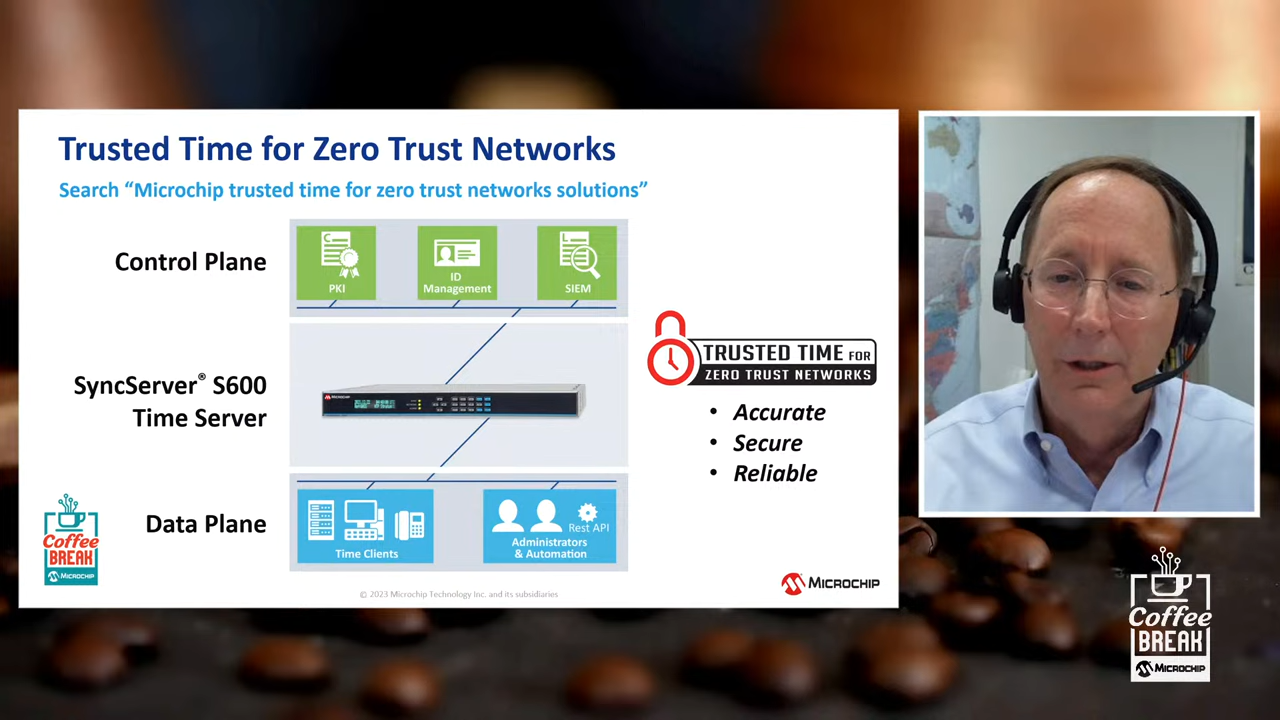 Trusted Time for Zero Trust Networks
Search “Microchip trusted time for zero trust networks solutions”
Control Plane
PKI
ID
Management
SIEM
SyncServer® S600
Time Server
MICROCHIP
TRUSTED TIME FOR
ZERO TRUST NETWORKS
• Accurate
• Secure
• Reliable
Data Plane
Time Clients
Rest API
Administrators
& Automation
Coffee
BREAK
MICROCHIP
© 2023 Microchip Technology Inc. and its subsidiaries
MICROCHIP
Coffee
BREAK
MICROCHIP